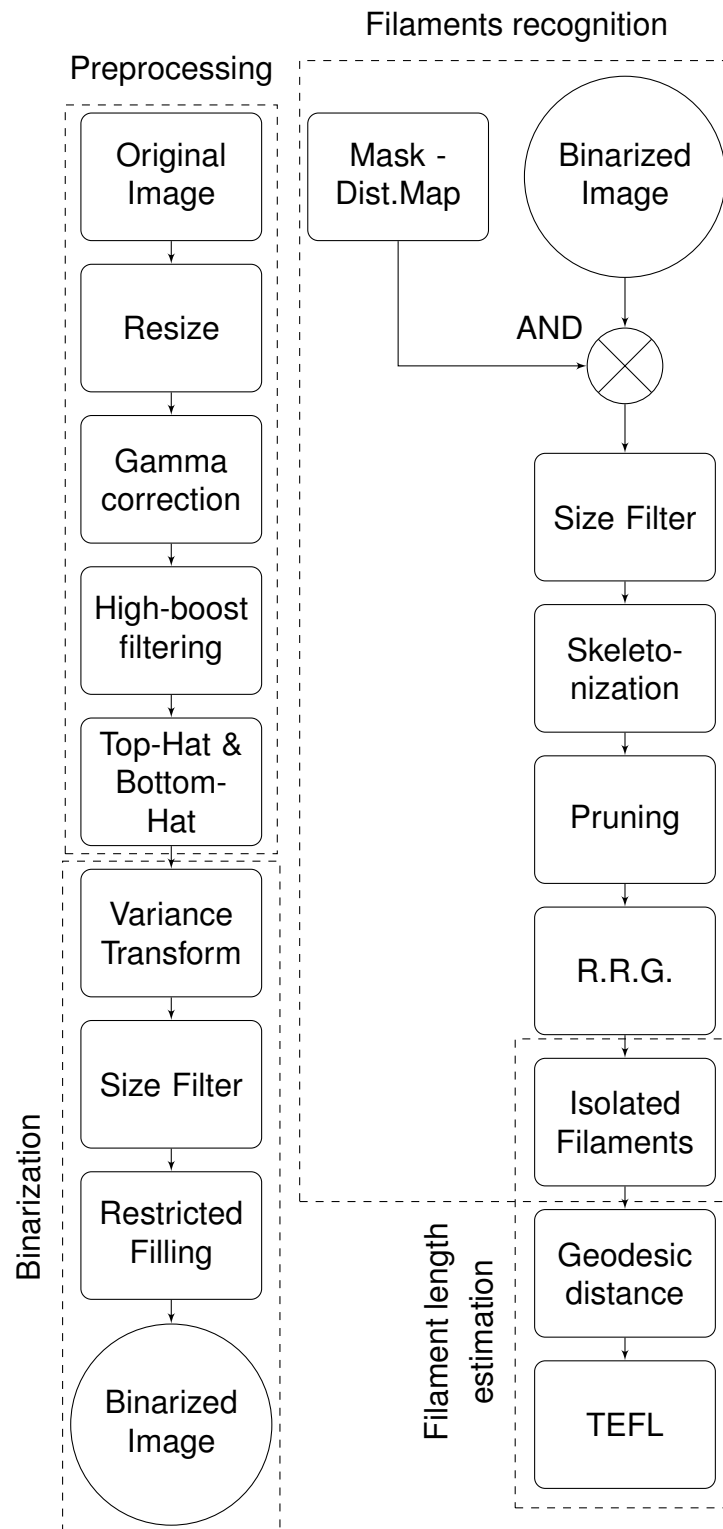 Preprocessing
Original
Image
Resize
Gamma
correction
High-boost
filtering
Top-Hat &
Bottom-
Hat
Binarization
Variance
Transform
Size Filter
Restricted
Filling
Binarized
Image
Filaments recognition
Mask -
Dist.Map
Binarized
Image
AND
Size Filter
Skeleto-
nization
Pruning
R.R.G.
Isolated
Filaments
Filament length
estimation
Geodesic
distance
TEFL